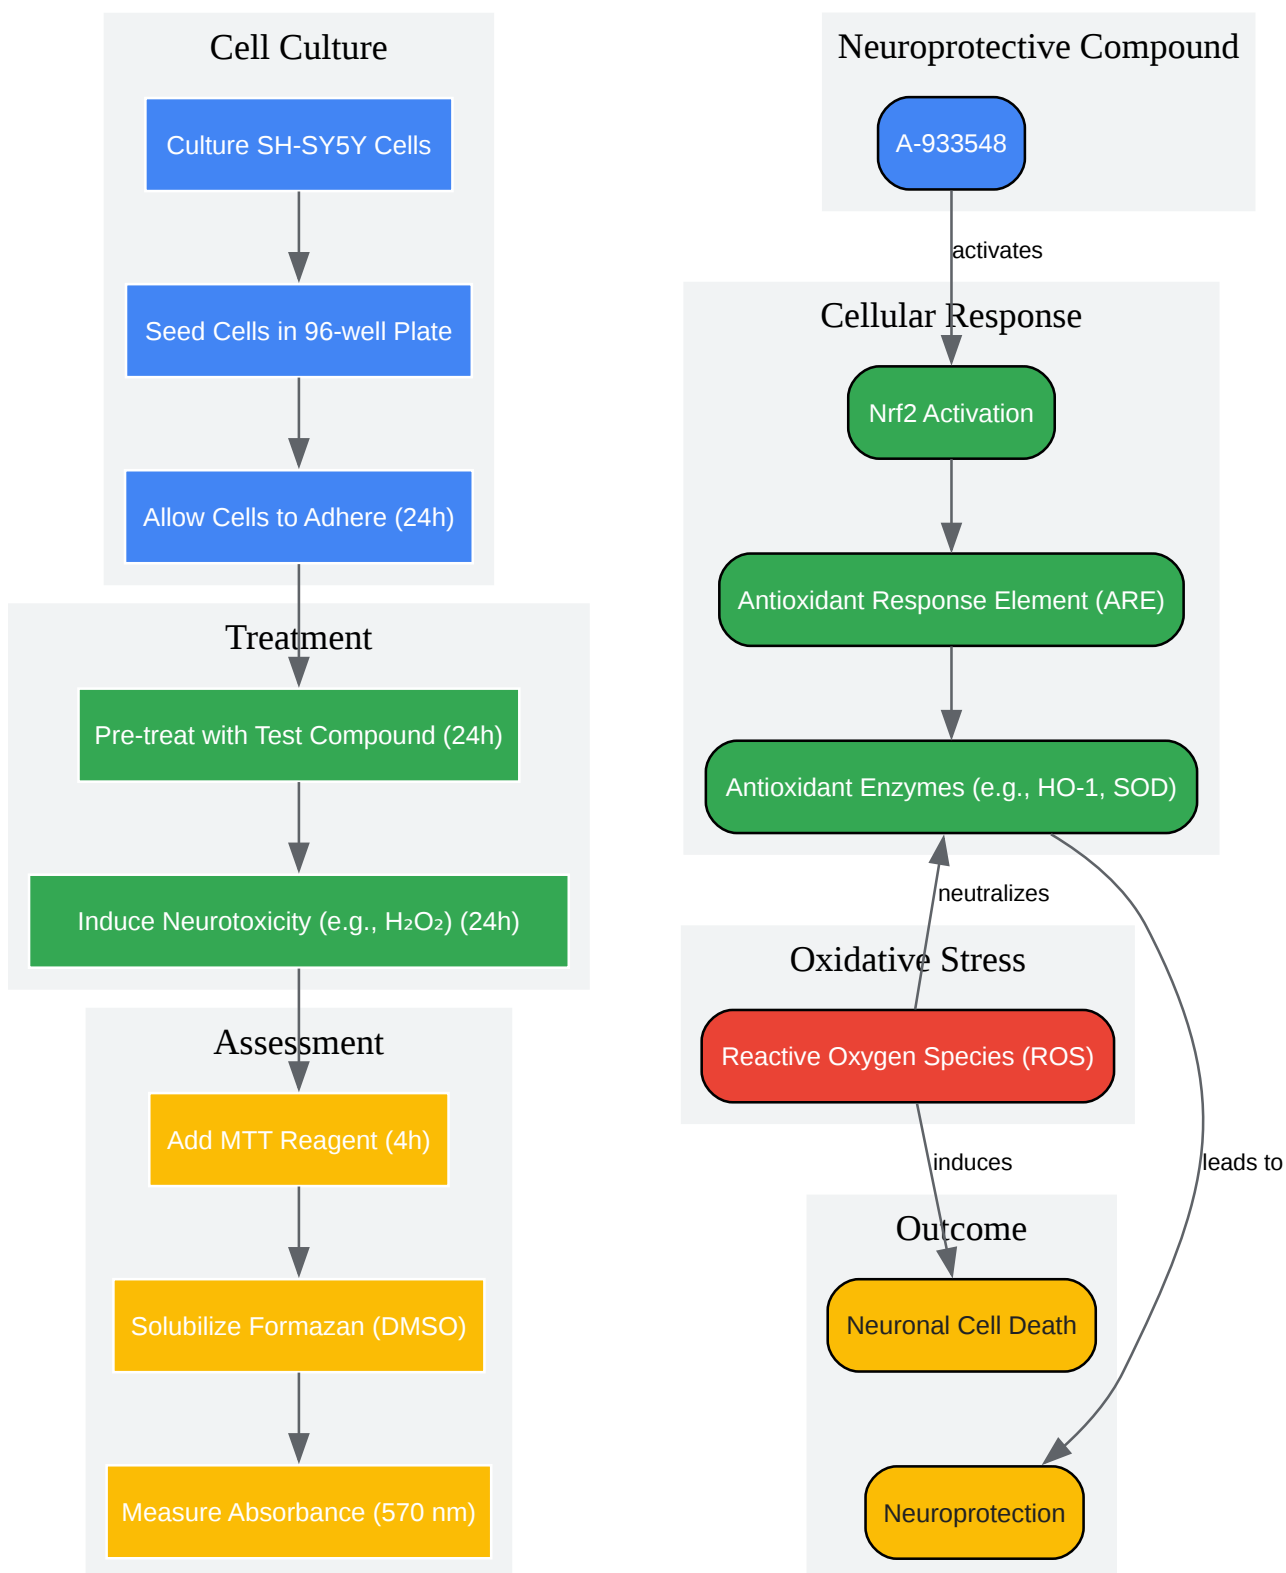 Cell Culture
Culture SH-SY5Y Cells
Seed Cells in 96-well Plate
Allow Cells to Adhere (24h)
Treatment
Pre-treat with Test Compound (24h)
Induce Neurotoxicity (e.g., H₂O₂) (24h)
Assessment
Add MTT Reagent (4h)
Solubilize Formazan (DMSO)
Measure Absorbance (570 nm)
Neuroprotective Compound
A-933548
activates
Cellular Response
Nrf2 Activation
Antioxidant Response Element (ARE)
Antioxidant Enzymes (e.g., HO-1, SOD)
neutralizes
Oxidative Stress
Reactive Oxygen Species (ROS)
induces
leads to
Outcome
Neuronal Cell Death
Neuroprotection